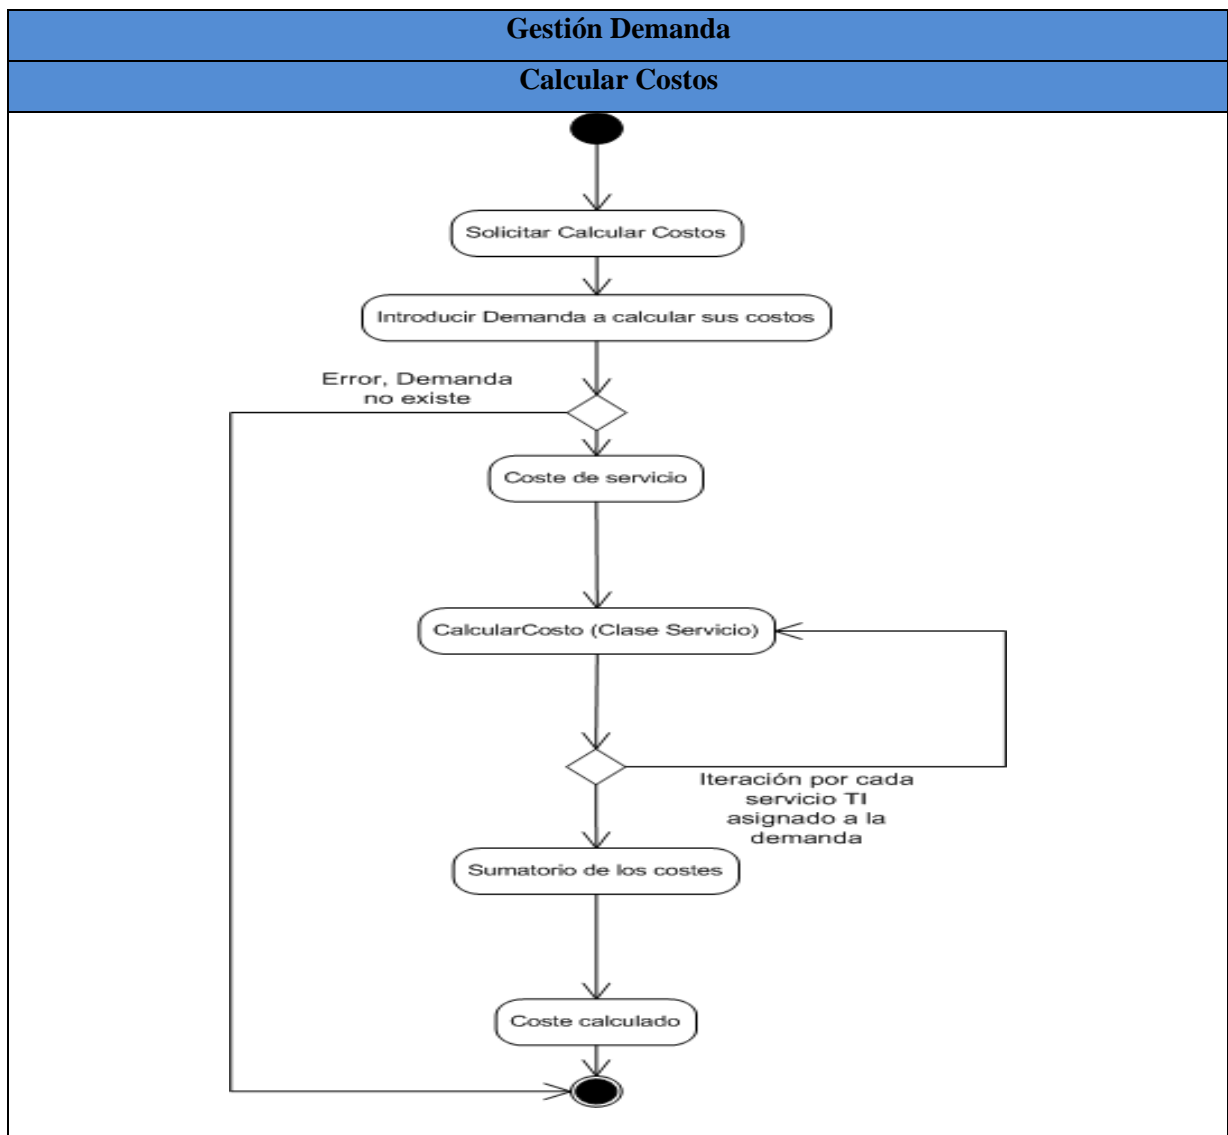 Gestión Demanda
Calcular Costos
Solicitar Calcular Costos
Introducir Demanda a calcular sus costos
Error, Demanda
no existe
Coste de servicio
CalcularCosto (Clase Servicio)
Iteración por cada
servicio TI
asignado a la
demanda
Sumatorio de los costes
Coste calculado